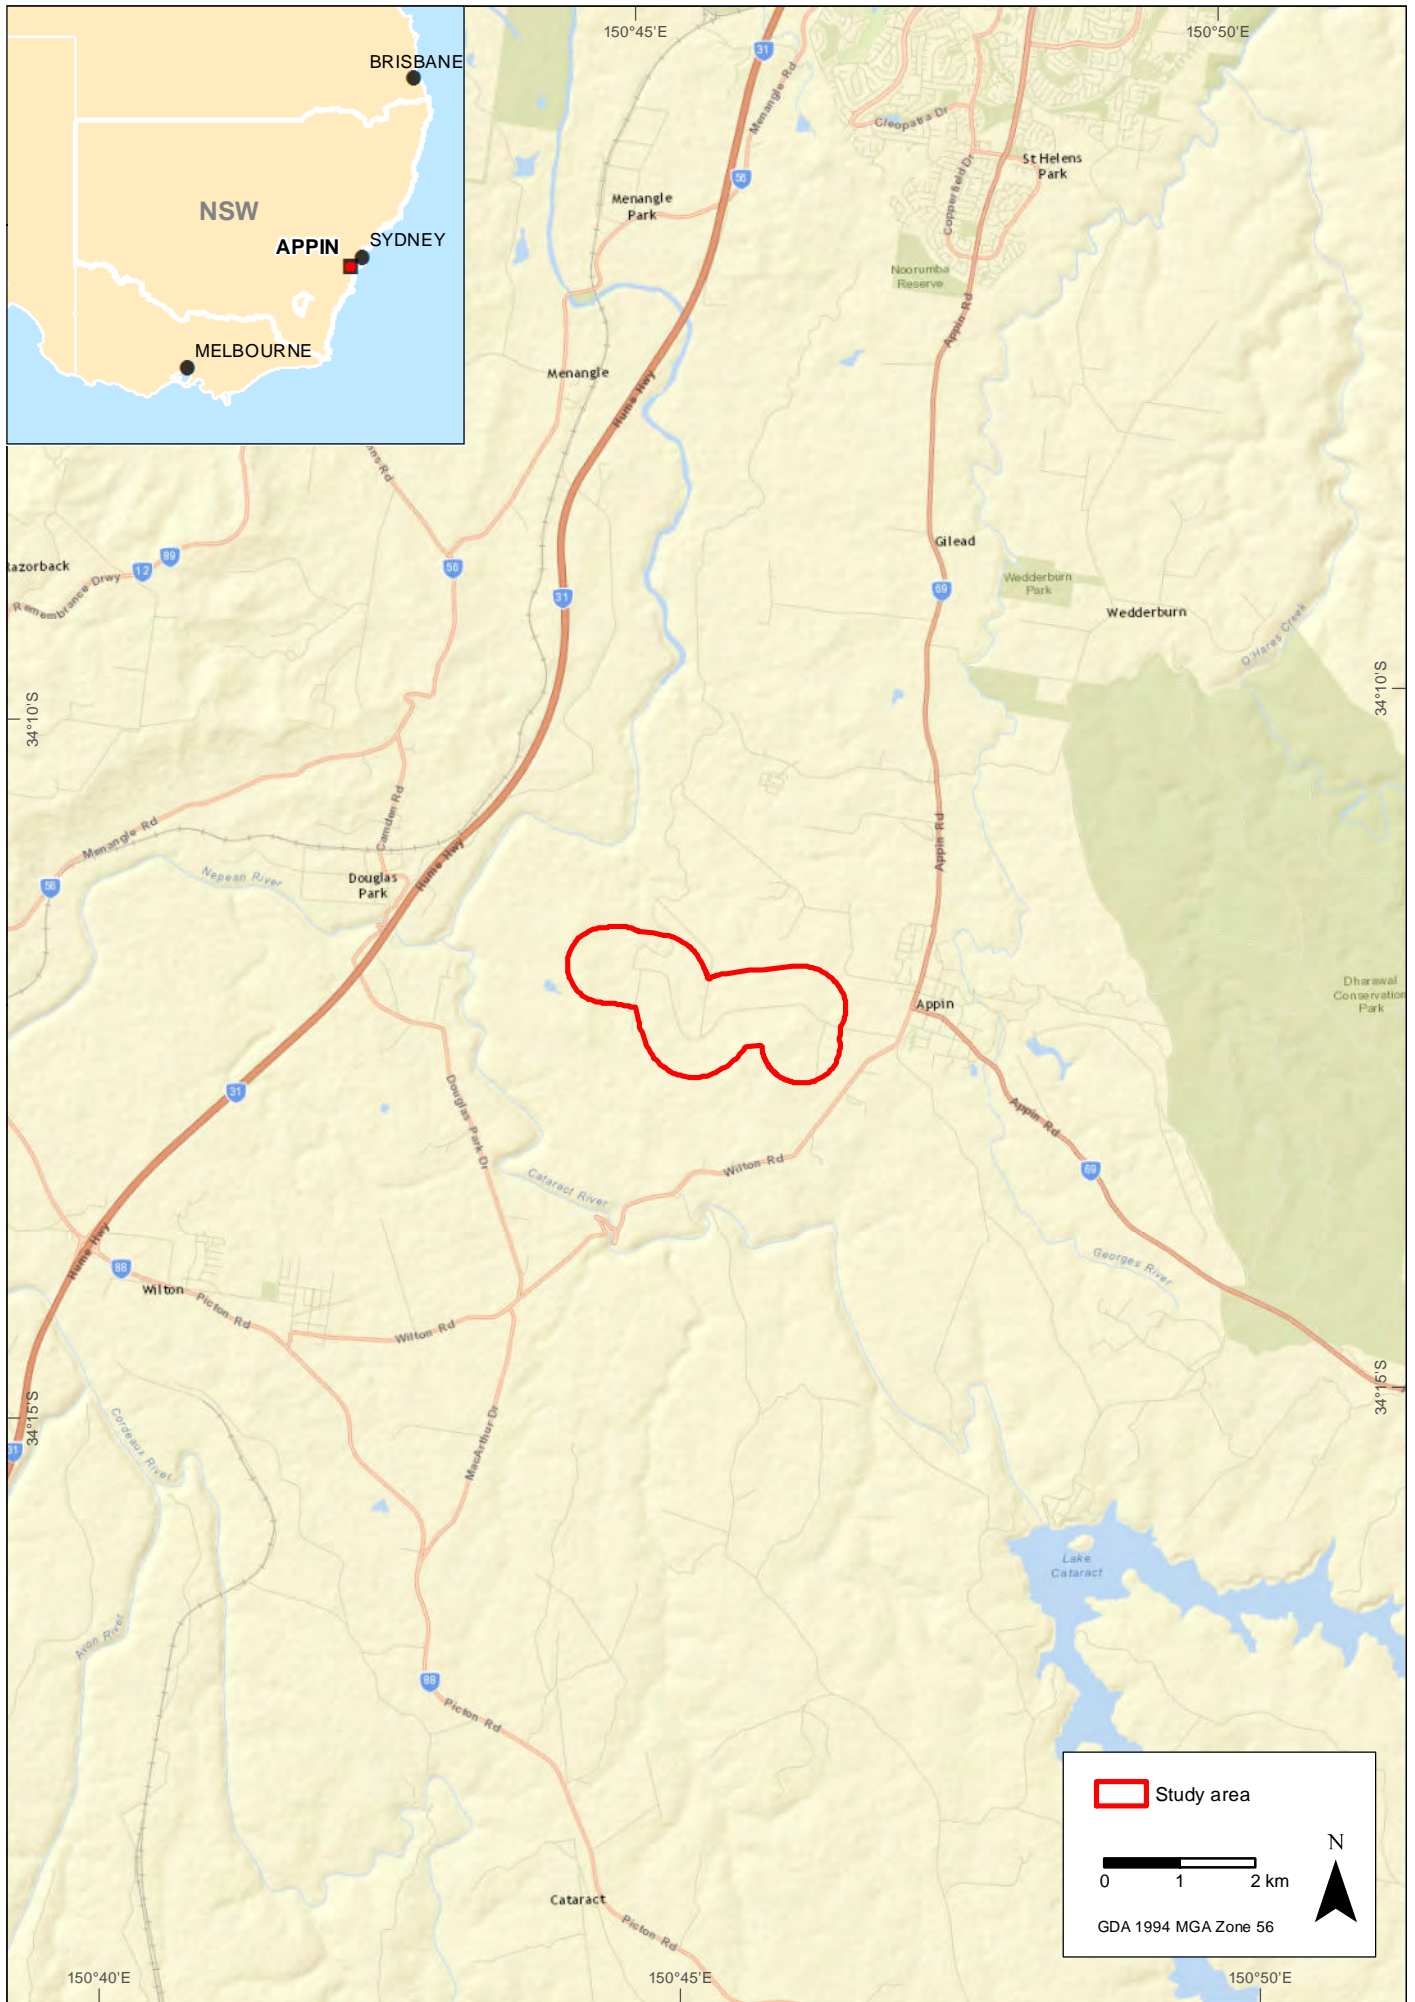 150°45'E
150°50'E
BRISBANE
NSW
APPIN
SYDNEY
MELBOURNE
31
Menangle Rd
Cleopatra Dr
St Helens
Park
56
Copperfield Dr
Menangle
Park
Noorumba
Reserve
Appin Rd
Menangle
Hume Hwy
Gilead
89
12
56
31
69
Remembrance Drwy
Wedderburn
Park
Wedderburn
O'Hares Creek
34°10'S
34°10'S
Menangle Rd
Camden Rd
Appin Rd
Hume Hwy
Nepean River
Douglas
Park
56
Dharawal
Conservation
Park
Appin
31
Douglas Park Dr
Appin Rd
69
Wilton Rd
Cataract River
Georges River
Hume Hwy
88
Wilton
Picton Rd
Wilton Rd
34°15'S
34°15'S
31
Cordeaux River
MacArthur Dr
Lake
Cataract
Avon River
88
Picton Rd
Cataract
Picton Rd
Study area
N
0 1 2 km
GDA 1994 MGA Zone 56
150°40'E
150°45'E
150°50'E